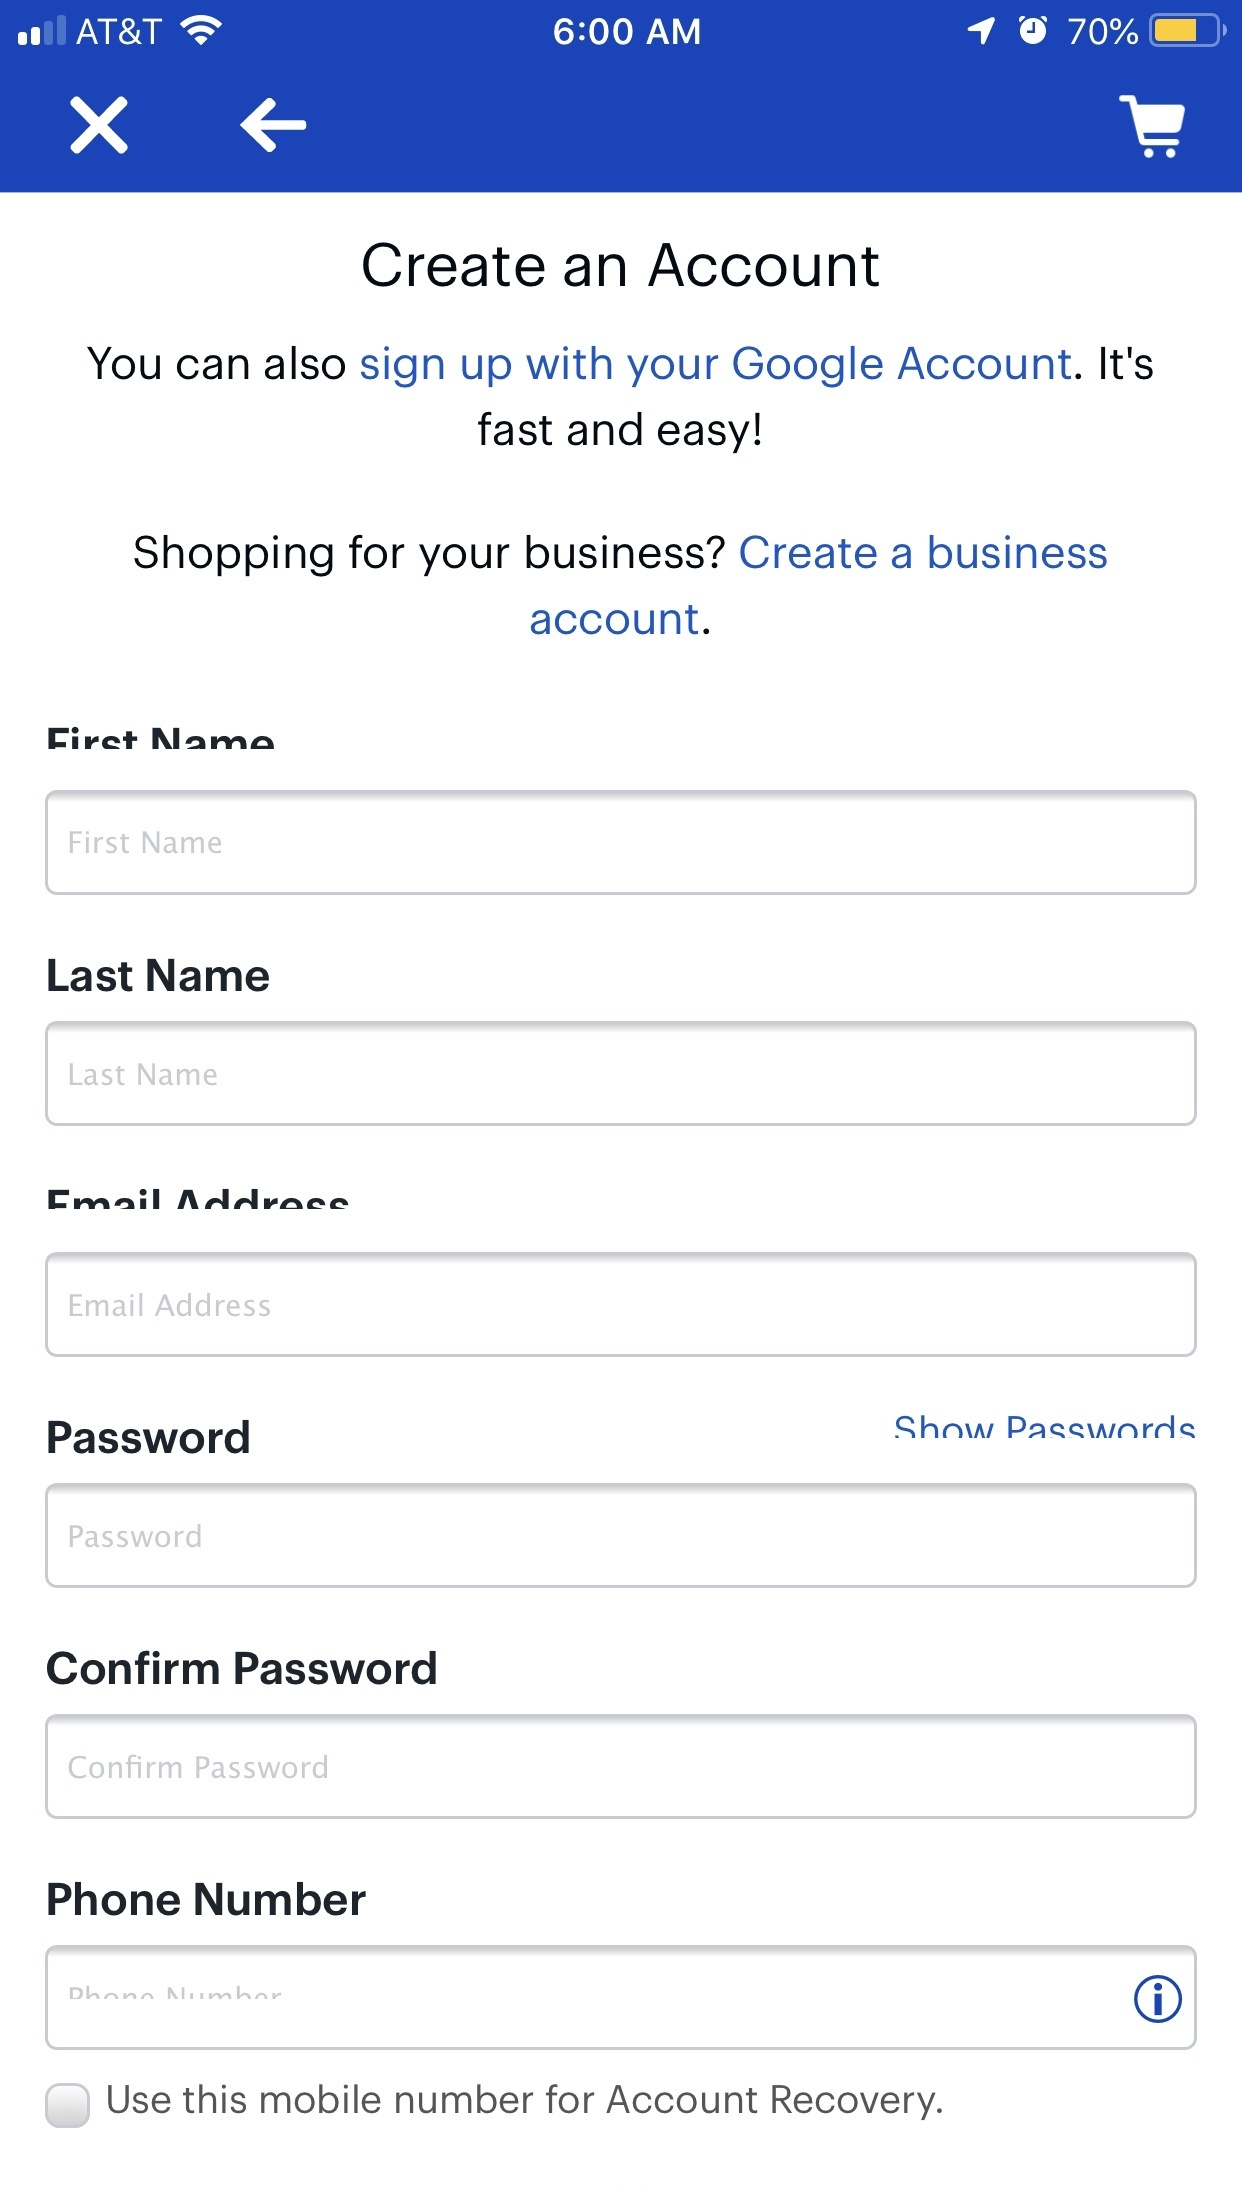 AT&T 6:00 AM 70%
Create an Account
You can also sign up with your Google Account. It's
fast and easy!
Shopping for your business? Create a business
account.
First Name
First Name
Last Name
Last Name
Email Address
Email Address
Password Show Passwords
Password
Confirm Password
Confirm Password
Phone Number
Phone Number
Use this mobile number for Account Recovery.